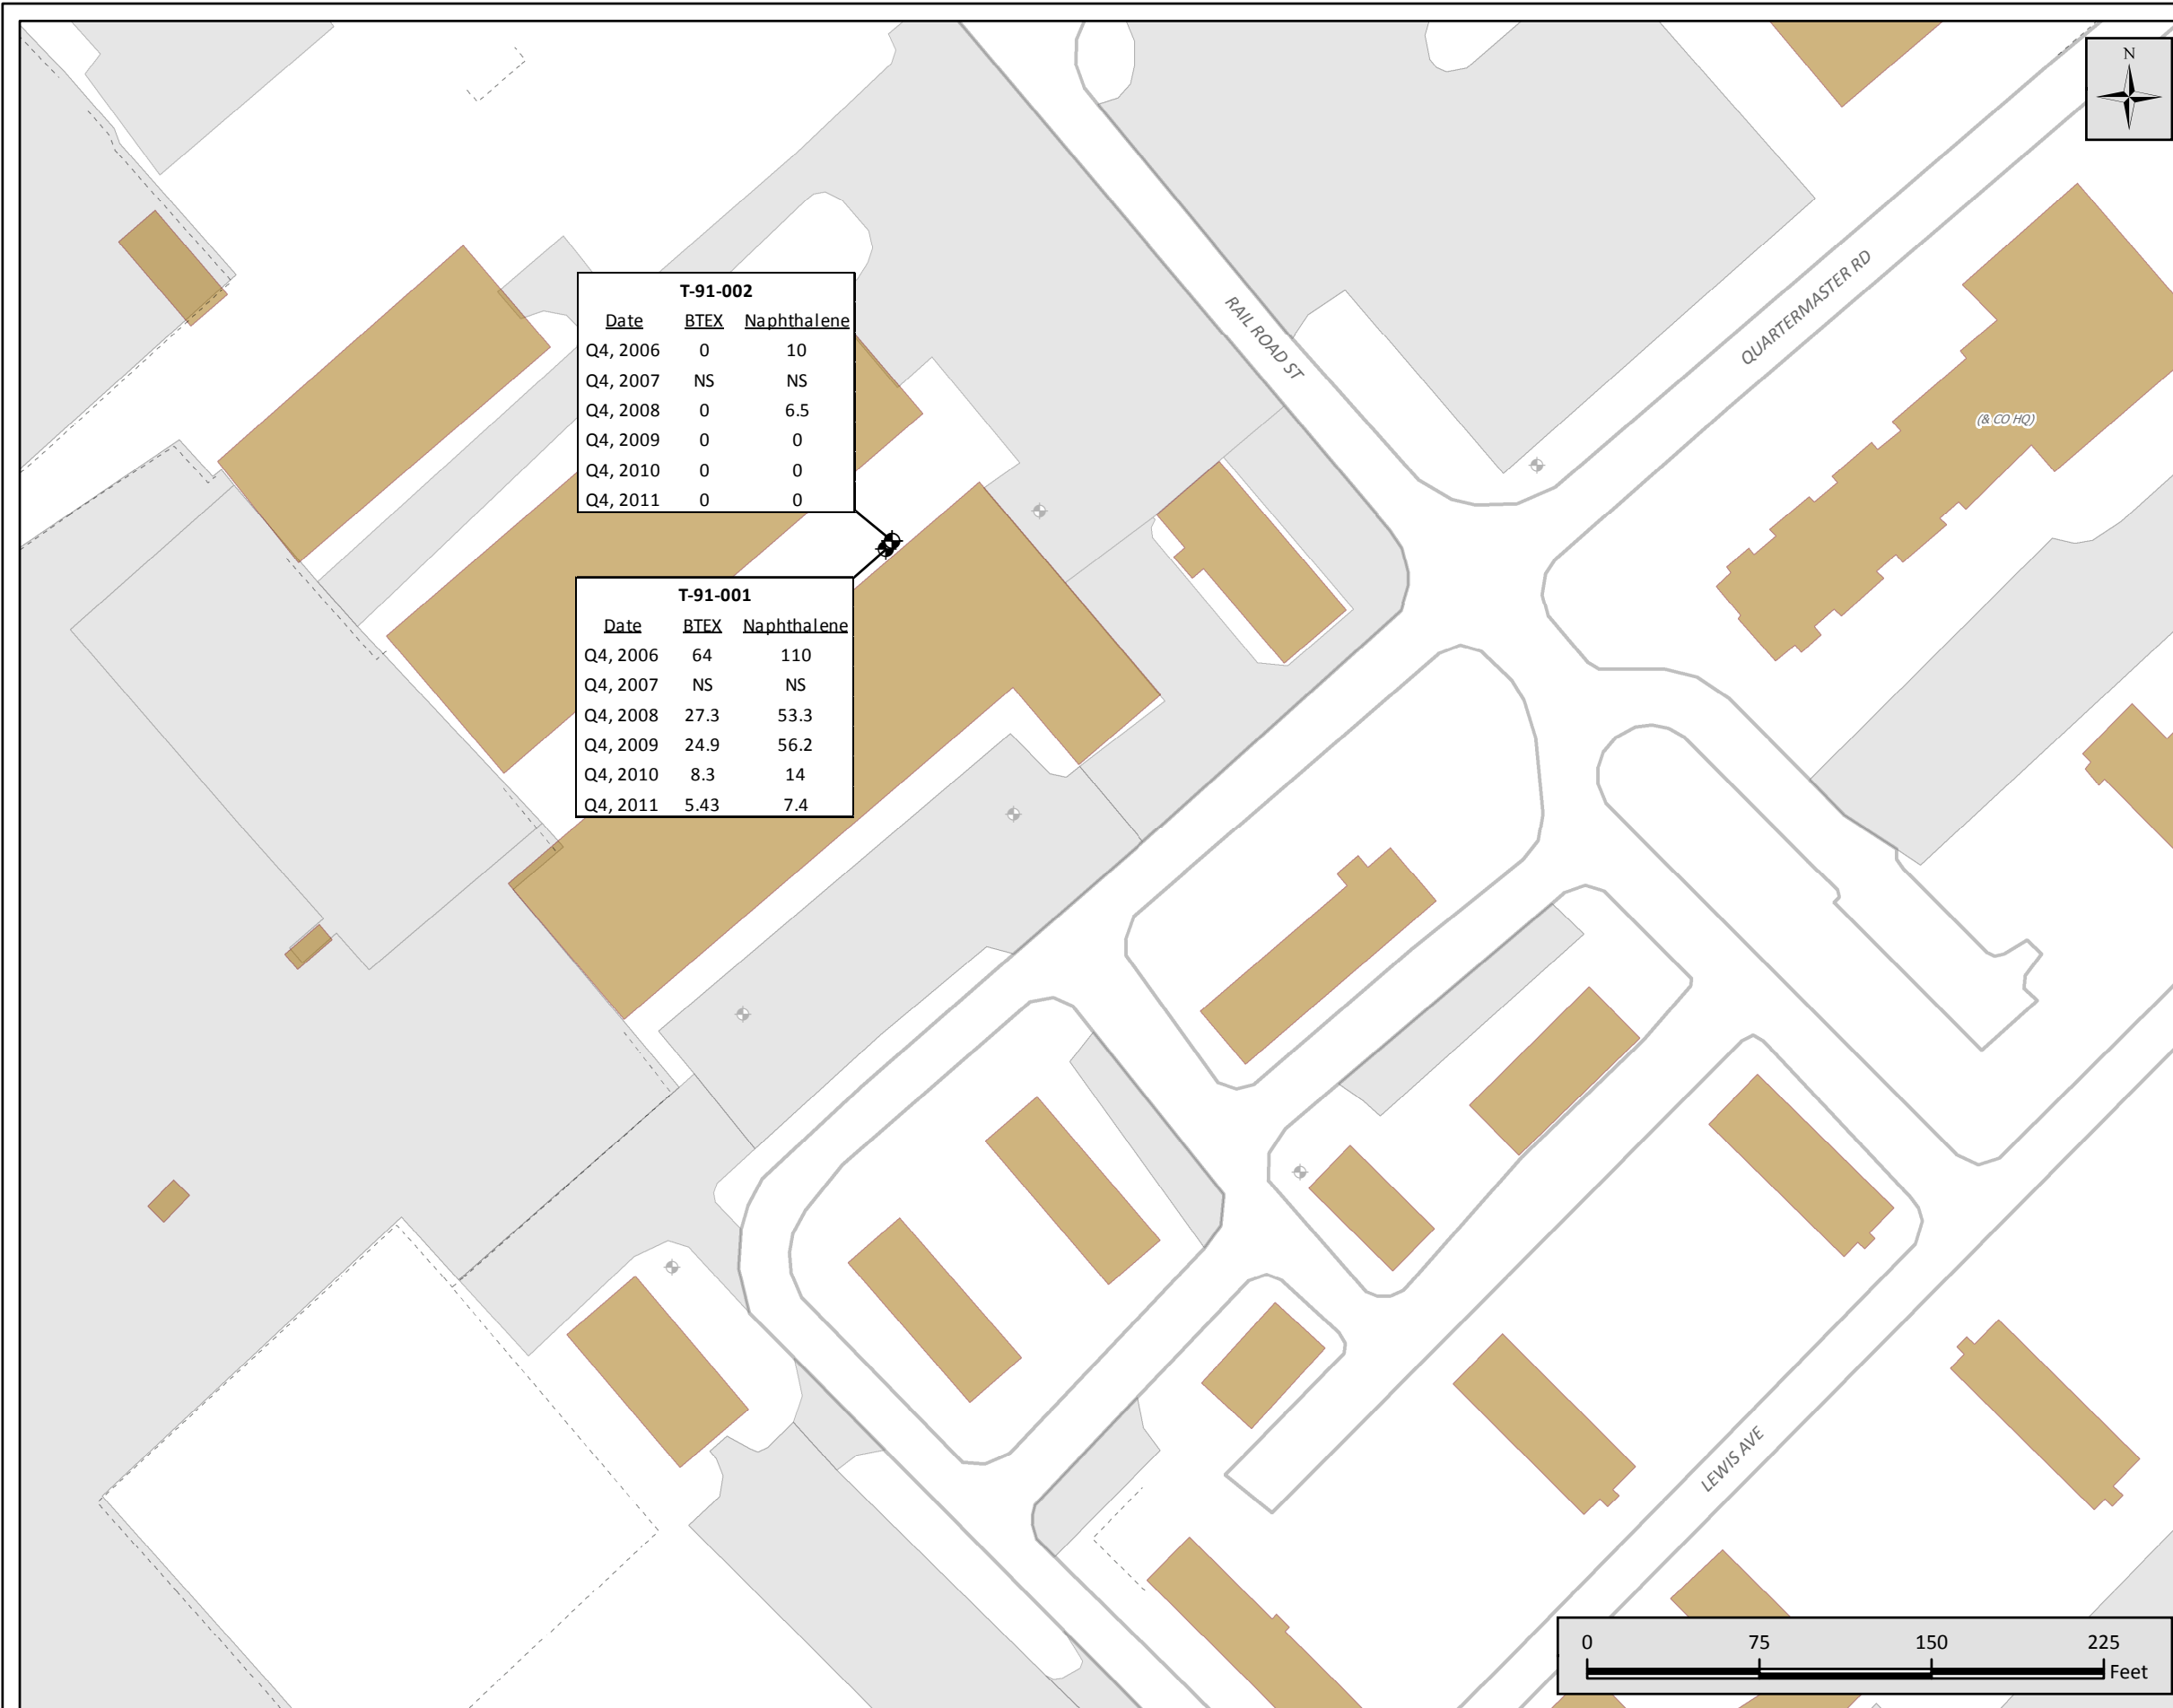 N
RAIL ROAD ST
QUARTERMASTER RD
(& CO HQ)
T-91-002
Date BTEX Naphthalene
Q4, 2006 0 10
Q4, 2007 NS NS
Q4, 2008 0 6.5
Q4, 2009 0 0
Q4, 2010 0 0
Q4, 2011 0 0
T-91-001
Date BTEX Naphthalene
Q4, 2006 64 110
Q4, 2007 NS NS
Q4, 2008 27.3 53.3
Q4, 2009 24.9 56.2
Q4, 2010 8.3 14
Q4, 2011 5.43 7.4
LEWIS AVE
0 75 150 225
Feet